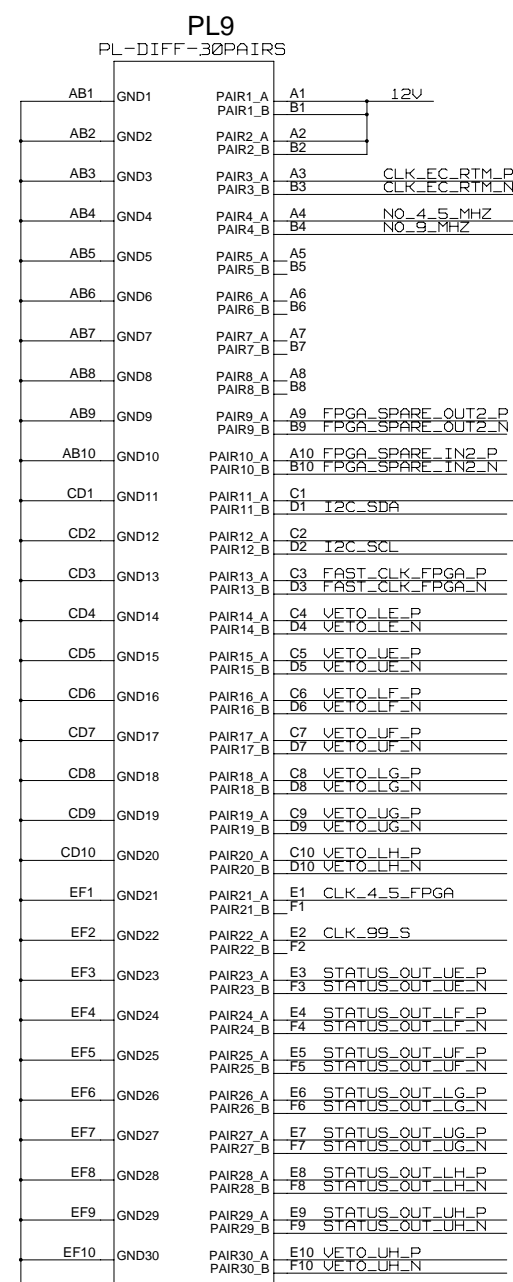 PL9
PL-DIFF-30PAIRS
AB1 GND1 PAIR1_A A1 12V
PAIR1_B B1
AB2 GND2 PAIR2_A A2
PAIR2_B B2
AB3 GND3 PAIR3_A A3 CLK_EC_RTM_P
PAIR3_B B3 CLK_EC_RTM_N
AB4 GND4 PAIR4_A A4 NO_4_5_MHZ
PAIR4_B B4 NO_9_MHZ
AB5 GND5 PAIR5_A A5
PAIR5_B B5
AB6 GND6 PAIR6_A A6
PAIR6_B B6
AB7 GND7 PAIR7_A A7
PAIR7_B B7
AB8 GND8 PAIR8_A A8
PAIR8_B B8
AB9 GND9 PAIR9_A A9 FPGA_SPARE_OUT2_P
PAIR9_B B9 FPGA_SPARE_OUT2_N
AB10 GND10 PAIR10_A A10 FPGA_SPARE_IN2_P
PAIR10_B B10 FPGA_SPARE_IN2_N
CD1 GND11 PAIR11_A C1
PAIR11_B D1 I2C_SDA
CD2 GND12 PAIR12_A C2
PAIR12_B D2 I2C_SCL
CD3 GND13 PAIR13_A C3 FAST_CLK_FPGA_P
PAIR13_B D3 FAST_CLK_FPGA_N
CD4 GND14 PAIR14_A C4 VETO_LE_P
PAIR14_B D4 VETO_LE_N
CD5 GND15 PAIR15_A C5 VETO_UE_P
PAIR15_B D5 VETO_UE_N
CD6 GND16 PAIR16_A C6 VETO_LF_P
PAIR16_B D6 VETO_LF_N
CD7 GND17 PAIR17_A C7 VETO_UF_P
PAIR17_B D7 VETO_UF_N
CD8 GND18 PAIR18_A C8 VETO_LG_P
PAIR18_B D8 VETO_LG_N
CD9 GND19 PAIR19_A C9 VETO_UG_P
PAIR19_B D9 VETO_UG_N
CD10 GND20 PAIR20_A C10 VETO_LH_P
PAIR20_B D10 VETO_LH_N
EF1 GND21 PAIR21_A E1 CLK_4_5_FPGA
PAIR21_B F1
EF2 GND22 PAIR22_A E2 CLK_99_S
PAIR22_B F2
EF3 GND23 PAIR23_A E3 STATUS_OUT_UE_P
PAIR23_B F3 STATUS_OUT_UE_N
EF4 GND24 PAIR24_A E4 STATUS_OUT_LF_P
PAIR24_B F4 STATUS_OUT_LF_N
EF5 GND25 PAIR25_A E5 STATUS_OUT_UF_P
PAIR25_B F5 STATUS_OUT_UF_N
EF6 GND26 PAIR26_A E6 STATUS_OUT_LG_P
PAIR26_B F6 STATUS_OUT_LG_N
EF7 GND27 PAIR27_A E7 STATUS_OUT_UG_P
PAIR27_B F7 STATUS_OUT_UG_N
EF8 GND28 PAIR28_A E8 STATUS_OUT_LH_P
PAIR28_B F8 STATUS_OUT_LH_N
EF9 GND29 PAIR29_A E9 STATUS_OUT_UH_P
PAIR29_B F9 STATUS_OUT_UH_N
EF10 GND30 PAIR30_A E10 VETO_UH_P
PAIR30_B F10 VETO_UH_N